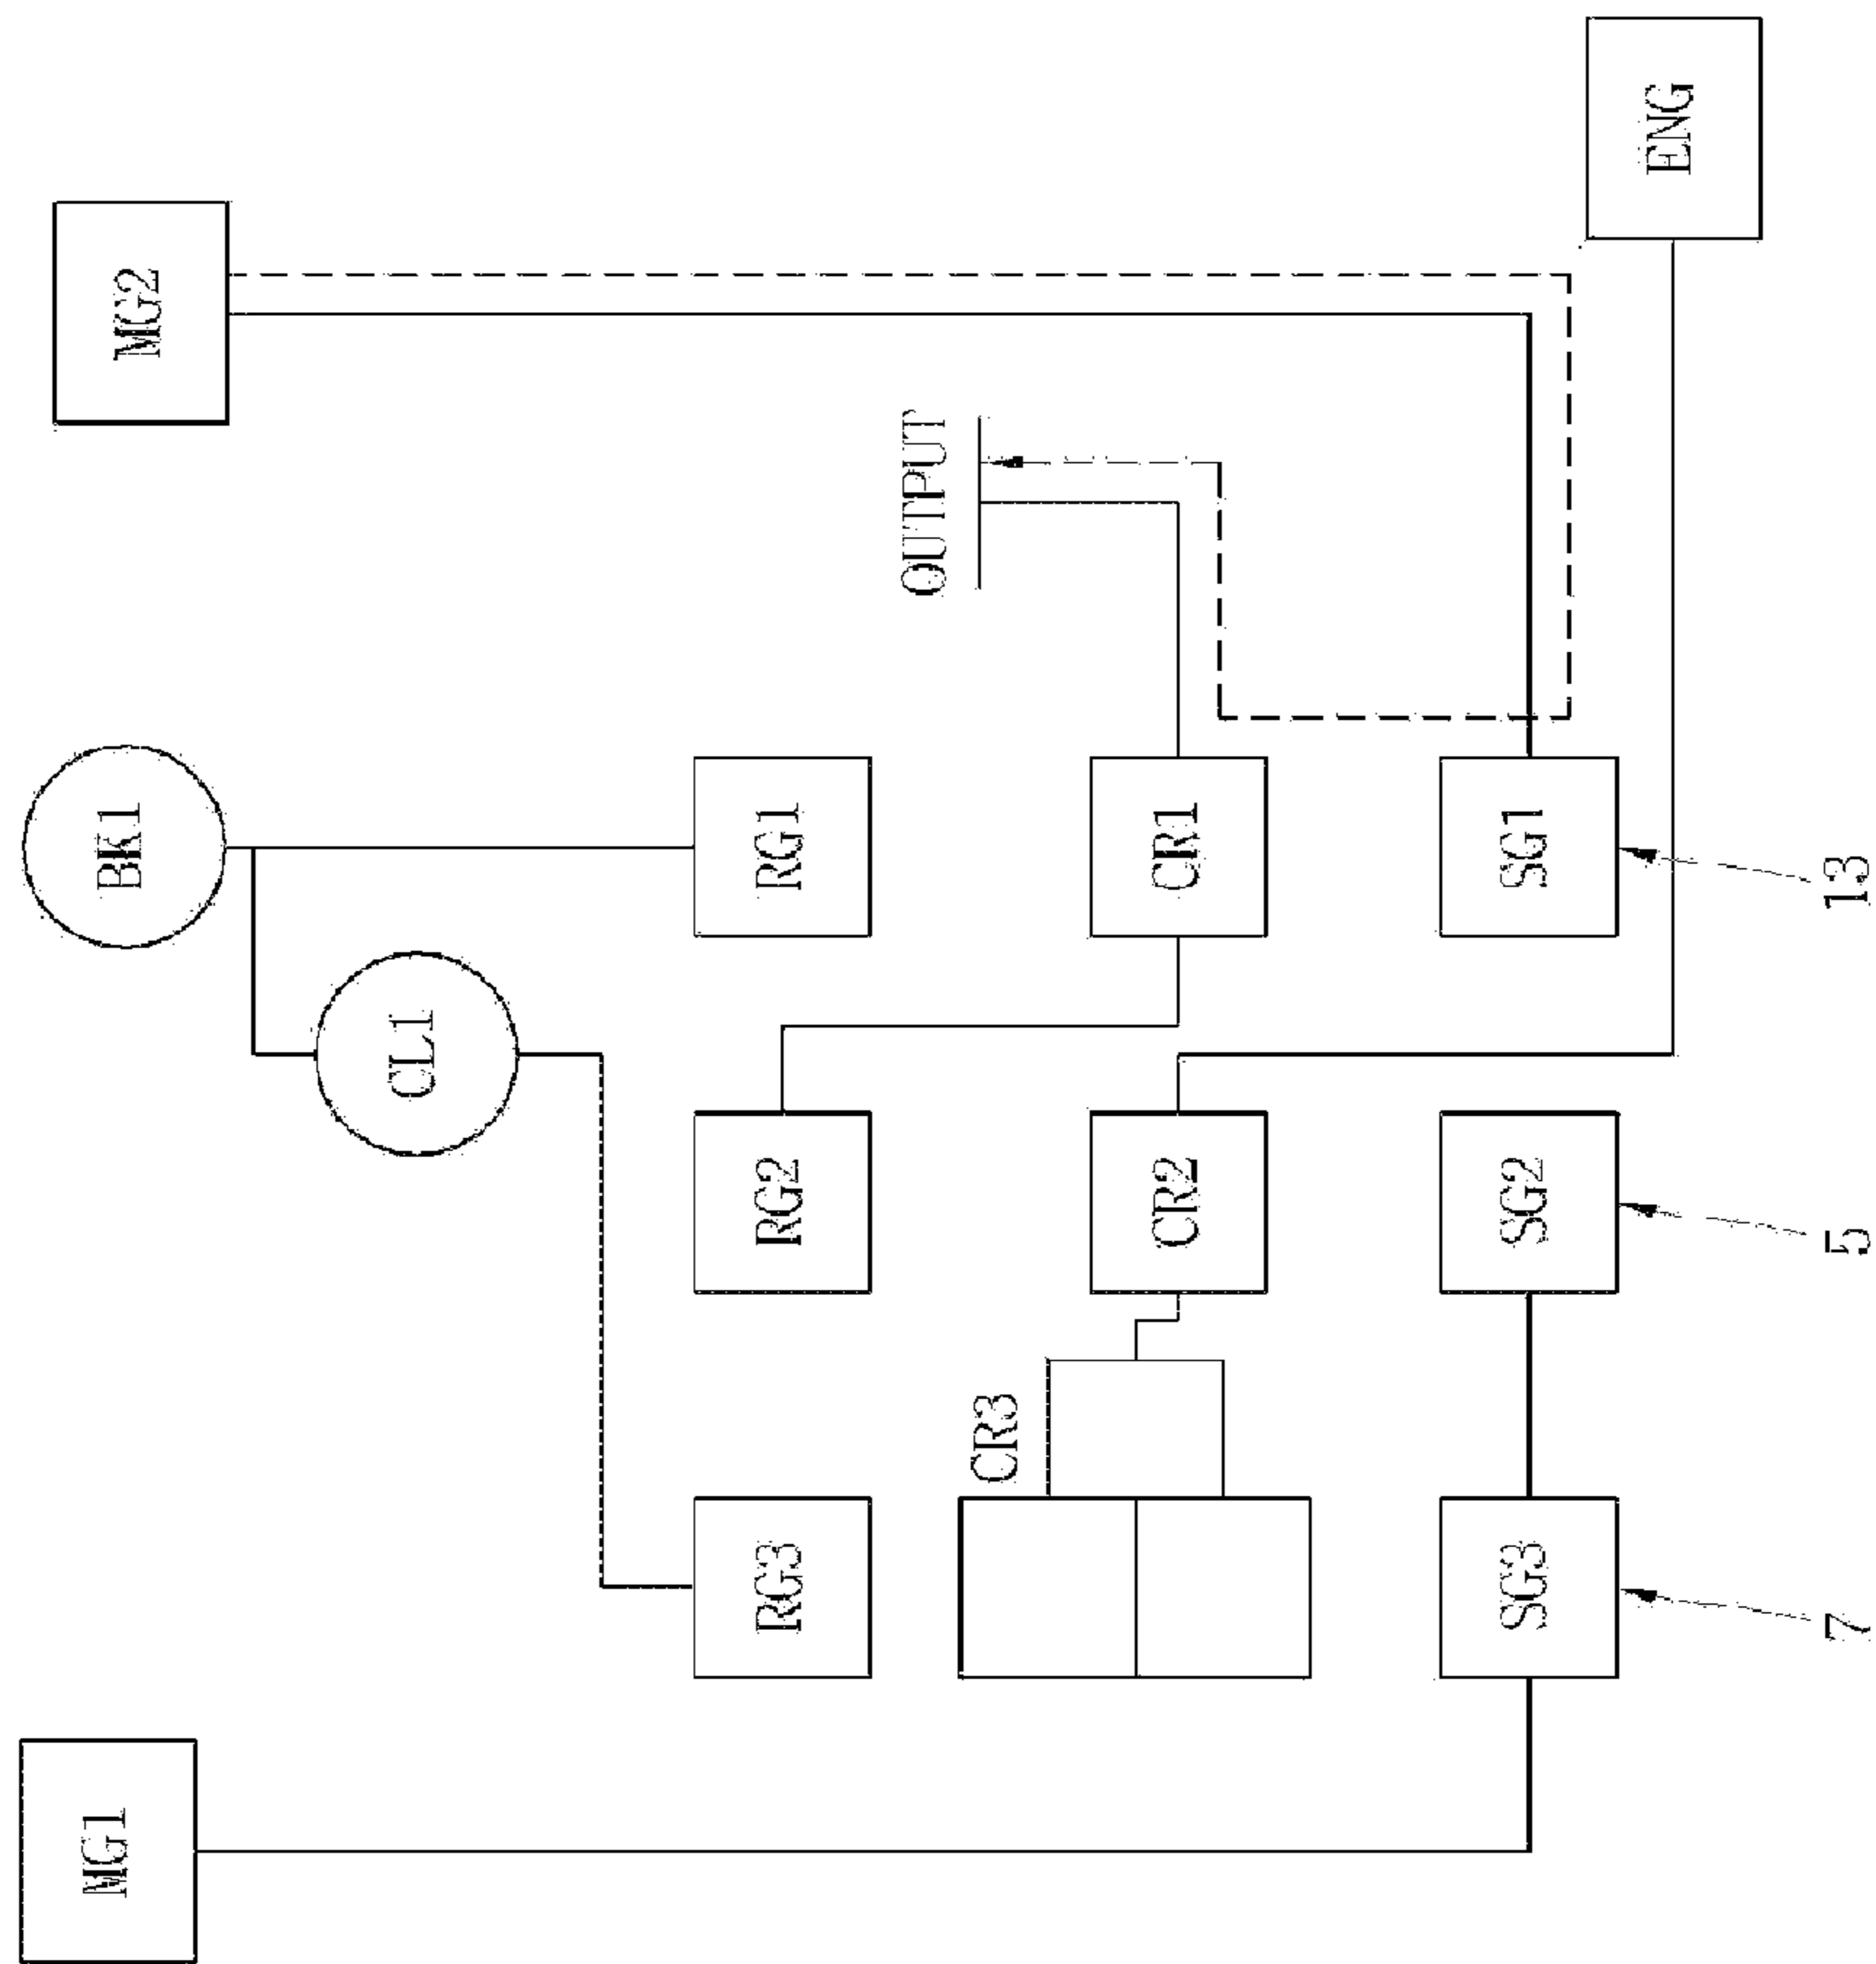 MG1
BK1
MG2
CL1
RG3
RG2
RG1
OUTPUT
CR3
CR2
CR1
SG3
SG2
SG1
ENG
7
5
13